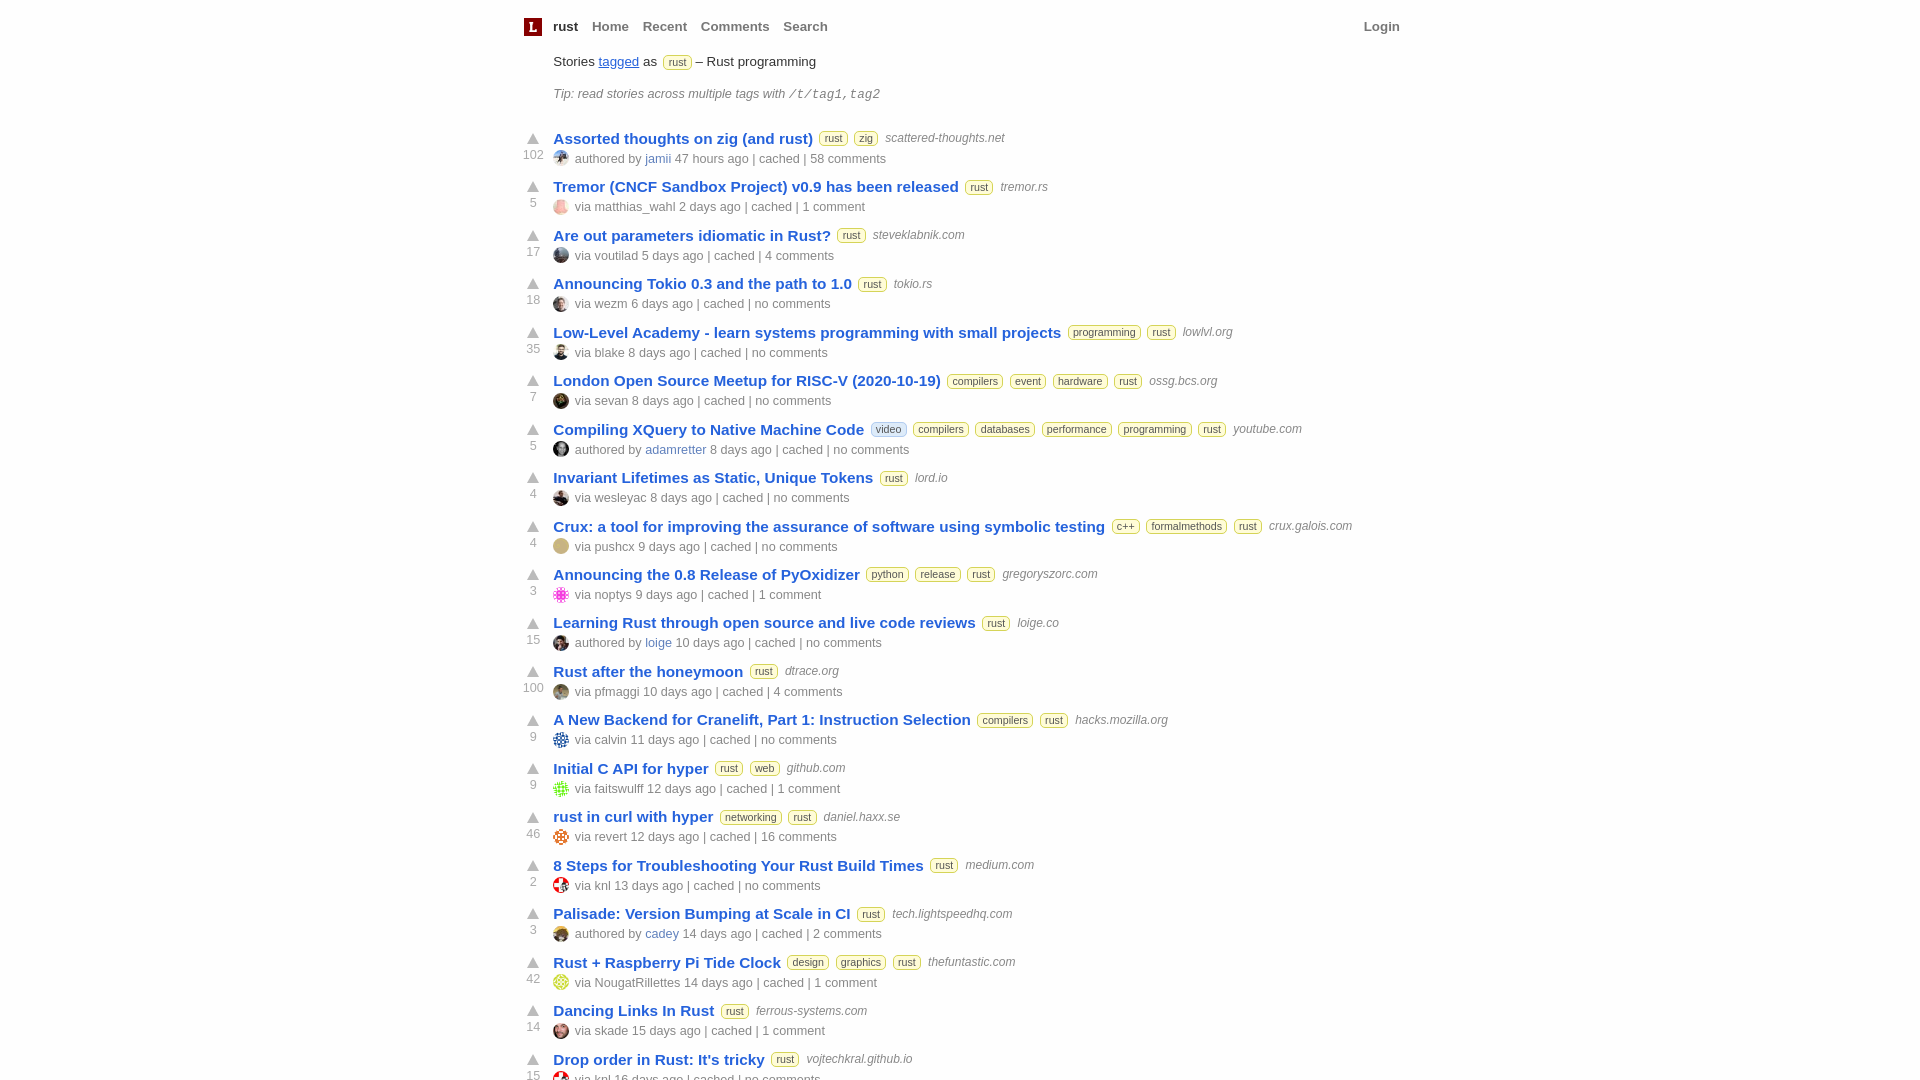 L rust Home Recent Comments Search Login
Stories tagged as rust – Rust programming
Tip: read stories across multiple tags with /t/tag1,tag2
Assorted thoughts on zig (and rust) rust zig scattered-thoughts.net
102 authored by jamii 47 hours ago | cached | 58 comments
Tremor (CNCF Sandbox Project) v0.9 has been released rust tremor.rs
5 via matthias_wahl 2 days ago | cached | 1 comment
Are out parameters idiomatic in Rust? rust steveklabnik.com
17 via voutilad 5 days ago | cached | 4 comments
Announcing Tokio 0.3 and the path to 1.0 rust tokio.rs
18 via wezm 6 days ago | cached | no comments
Low-Level Academy - learn systems programming with small projects programming rust lowlvl.org
35 via blake 8 days ago | cached | no comments
London Open Source Meetup for RISC-V (2020-10-19) compilers event hardware rust ossg.bcs.org
7 via sevan 8 days ago | cached | no comments
Compiling XQuery to Native Machine Code video compilers databases performance programming rust youtube.com
5 authored by adamretter 8 days ago | cached | no comments
Invariant Lifetimes as Static, Unique Tokens rust lord.io
4 via wesleyac 8 days ago | cached | no comments
Crux: a tool for improving the assurance of software using symbolic testing c++ formalmethods rust crux.galois.com
4 via pushcx 9 days ago | cached | no comments
Announcing the 0.8 Release of PyOxidizer python release rust gregoryszorc.com
3 via noptys 9 days ago | cached | 1 comment
Learning Rust through open source and live code reviews rust loige.co
15 authored by loige 10 days ago | cached | no comments
Rust after the honeymoon rust dtrace.org
100 via pfmaggi 10 days ago | cached | 4 comments
A New Backend for Cranelift, Part 1: Instruction Selection compilers rust hacks.mozilla.org
9 via calvin 11 days ago | cached | no comments
Initial C API for hyper rust web github.com
9 via faitswulff 12 days ago | cached | 1 comment
rust in curl with hyper networking rust daniel.haxx.se
46 via revert 12 days ago | cached | 16 comments
8 Steps for Troubleshooting Your Rust Build Times rust medium.com
2 via knl 13 days ago | cached | no comments
Palisade: Version Bumping at Scale in CI rust tech.lightspeedhq.com
3 authored by cadey 14 days ago | cached | 2 comments
Rust + Raspberry Pi Tide Clock design graphics rust thefuntastic.com
42 via NougatRillettes 14 days ago | cached | 1 comment
Dancing Links In Rust rust ferrous-systems.com
14 via skade 15 days ago | cached | 1 comment
Drop order in Rust: It's tricky rust vojtechkral.github.io
15 via knl 16 days ago | cached | no comments